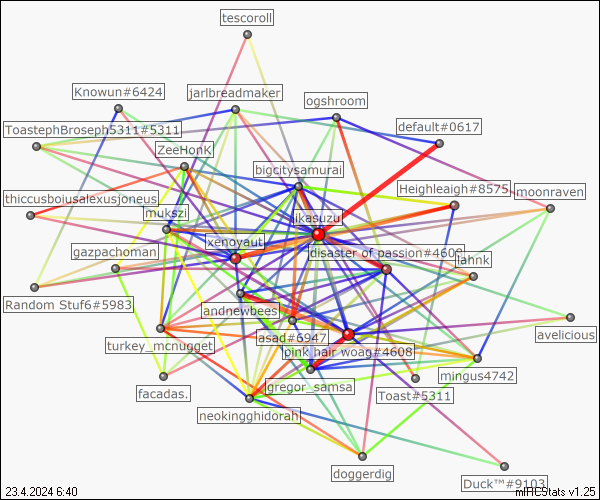 tescoroll
Knowun#6424
jarlbreadmaker
ogshroom
ToastephBroseph5311#5311
default#0617
ZeeHonK
bigcitysamurai
Heighleaigh#8575
moonraven
thiccusboiusalexusjoneus
mukszi
nikasuzu
xenoyaut
gazpachoman
disaster of passion#4609
lahnk
Random Stuf6#5983
andnewbees
avelicious
turkey_mcnugget
asad#6947
pink hair woag#4608
facadas.
gregor_samsa
mingus4742
Toast#5311
neokingghidorah
doggerdig
Duck™#9103
23.4.2024 6:40
mIRCStats v1.25